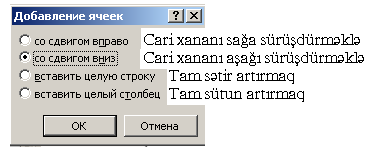 Добавление ячеек
со сдвигом вправо Cari xananı sağa sürüşdürməklə
со сдвигом вниз Cari xananı aşağı sürüşdürməklə
вставить целую строку Tam sətir artırmaq
вставить целый столбец Tam sütun artırmaq
ОК Отмена